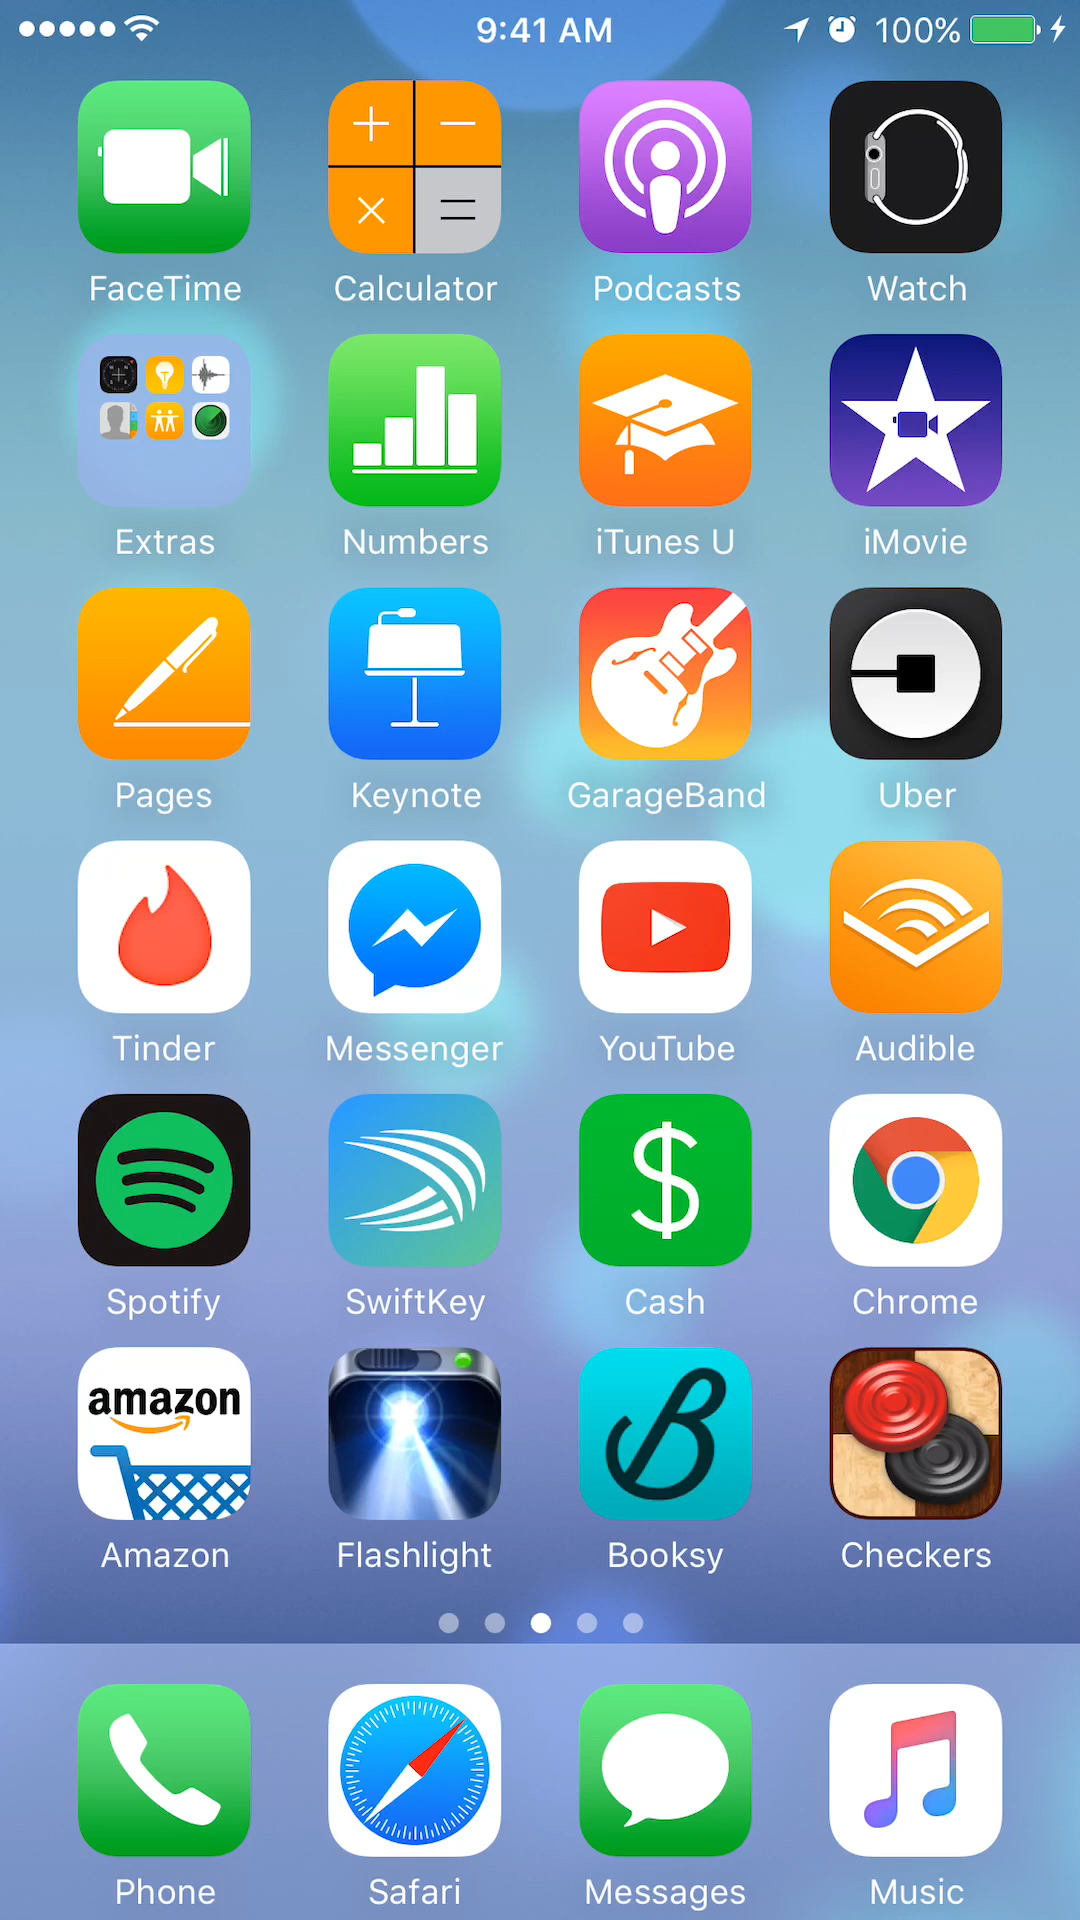 9:41 AM 100%
FaceTime Calculator Podcasts Watch
Extras Numbers iTunes U iMovie
Pages Keynote GarageBand Uber
Tinder Messenger YouTube Audible
Spotify SwiftKey Cash Chrome
amazon
Amazon Flashlight Booksy Checkers
Phone Safari Messages Music